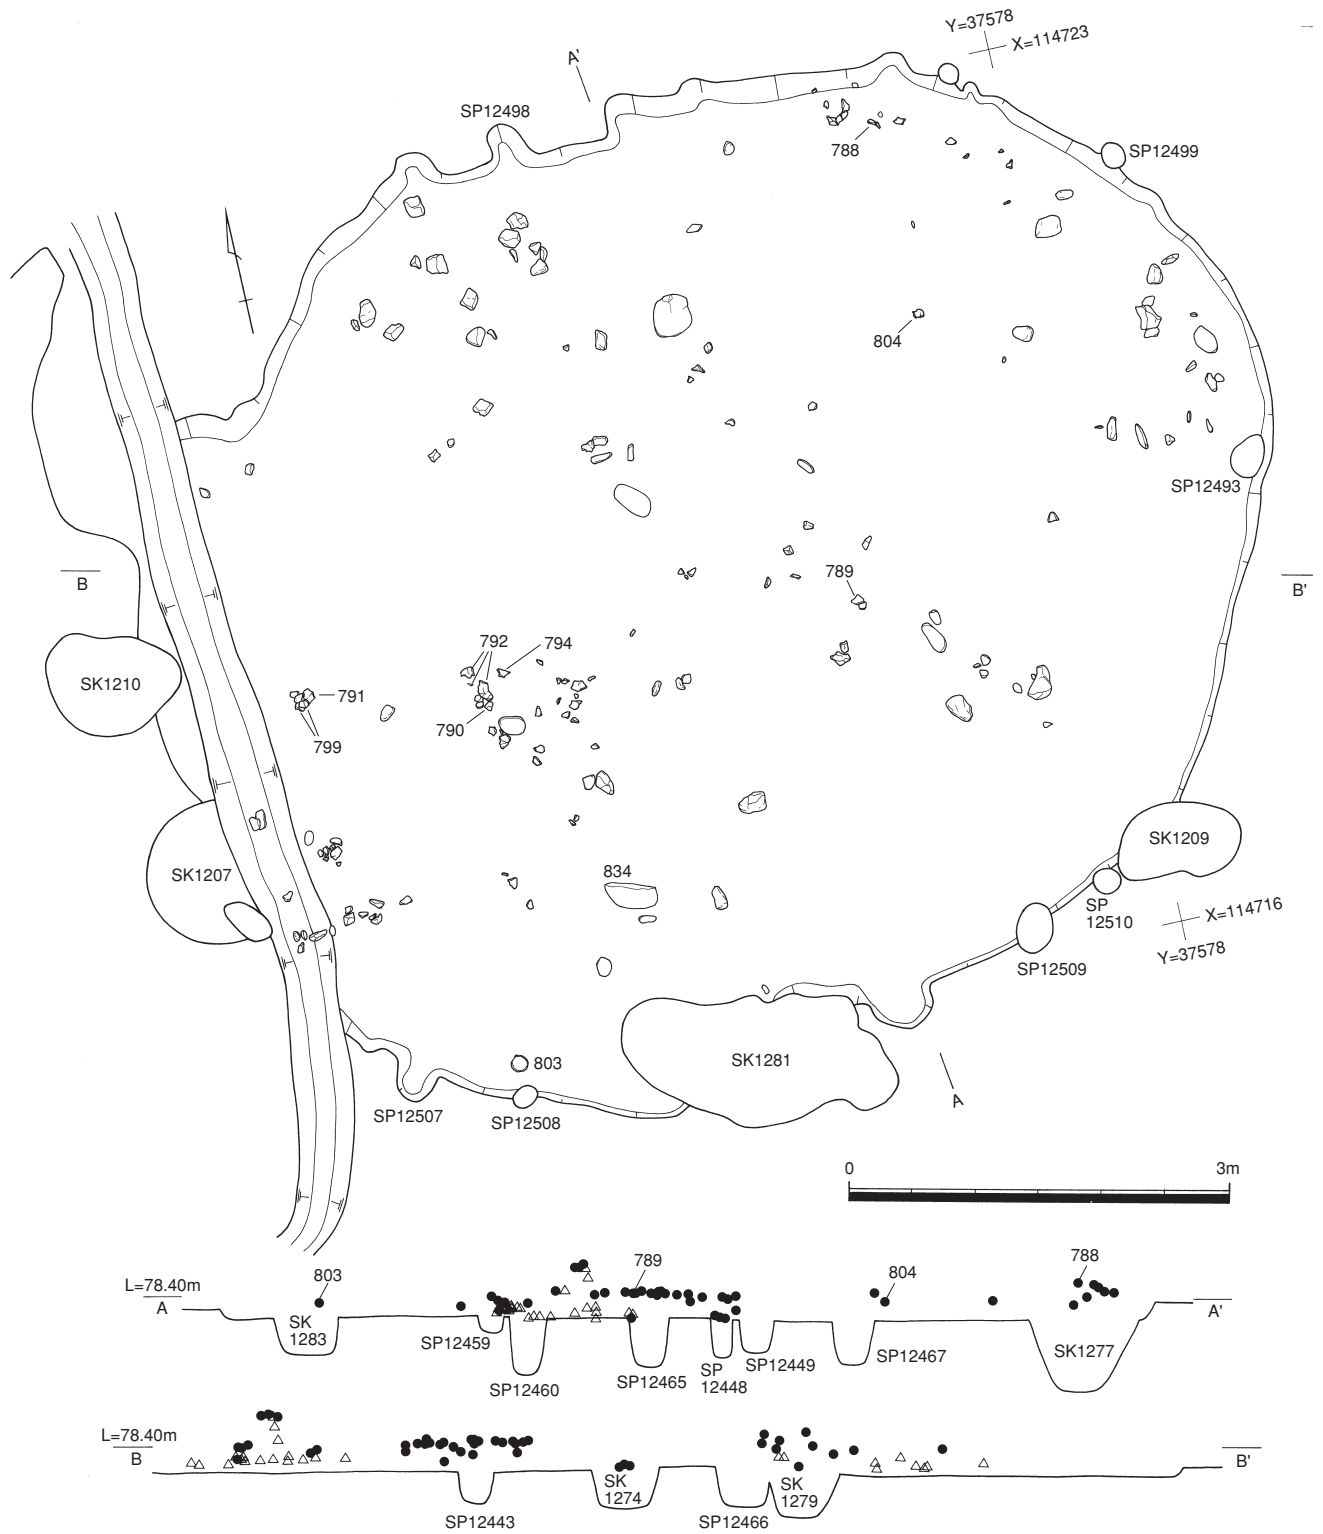 Y=37578
X=114723
A'
SP12498
788
SP12499
804
SP12493
B
B'
789
792
794
SK1210
791
790
799
SK1209
834
SK1207
SP
12510
X=114716
Y=37578
SP12509
SK1281
803
A
SP12507
SP12508
0
3m
789
788
L=78.40m
803
804
A
A'
SK
1283
SP12459
SP12460
SP12465
SP
12448
SP12449
SP12467
SK1277
L=78.40m
B
B'
SK
1274
SK
1279
SP12443
SP12466